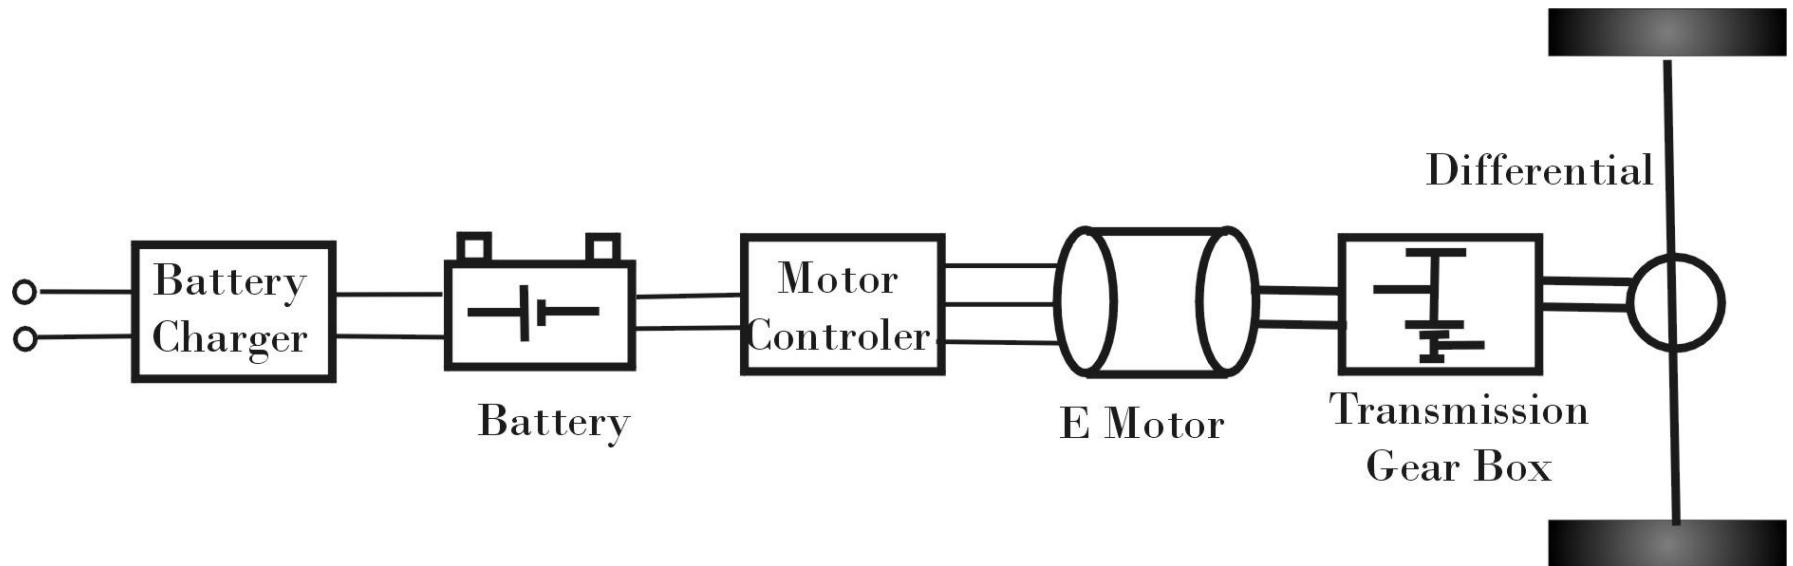 Battery
Charger
Battery
Motor
Controler
E Motor
Transmission
Gear Box
Differential